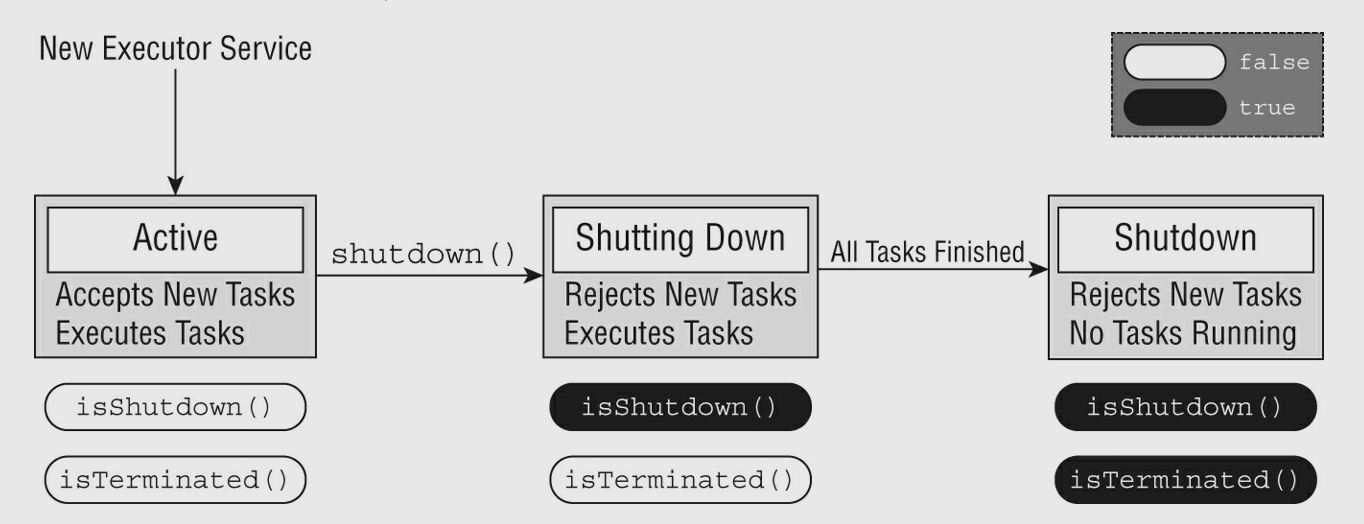 New Executor Service
false
true
Active
Accepts New Tasks
Executes Tasks
shutdown()
Shutting Down
Rejects New Tasks
Executes Tasks
All Tasks Finished
Shutdown
Rejects New Tasks
No Tasks Running
isShutdown()
isShutdown()
isShutdown()
isTerminated()
isTerminated()
isTerminated()